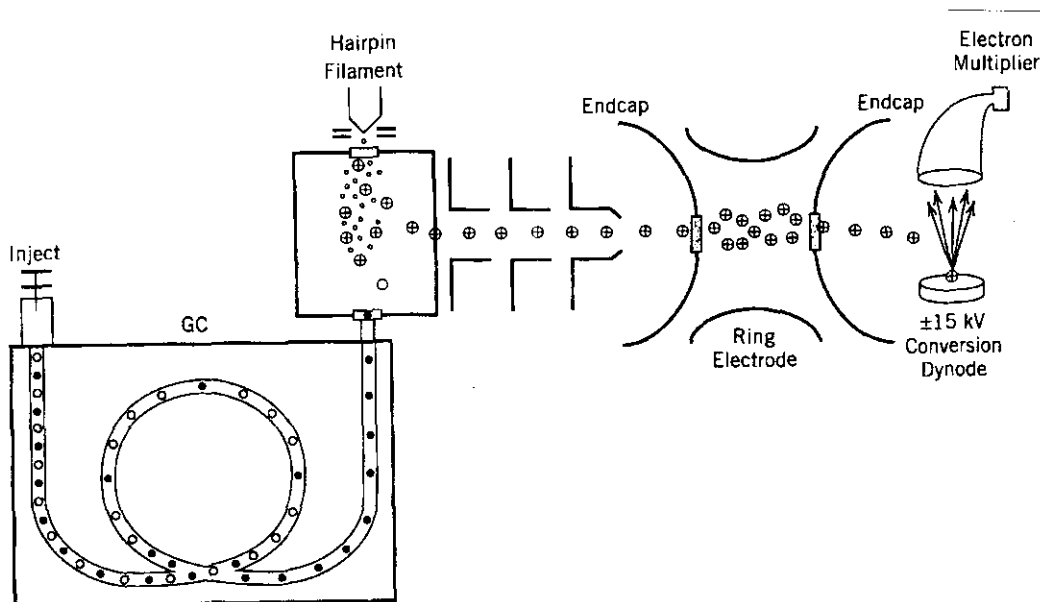 Hairpin
Filament
Electron
Multiplier
Endcap
Endcap
Inject
GC
Ring
Electrode
±15 kV
Conversion
Dynode